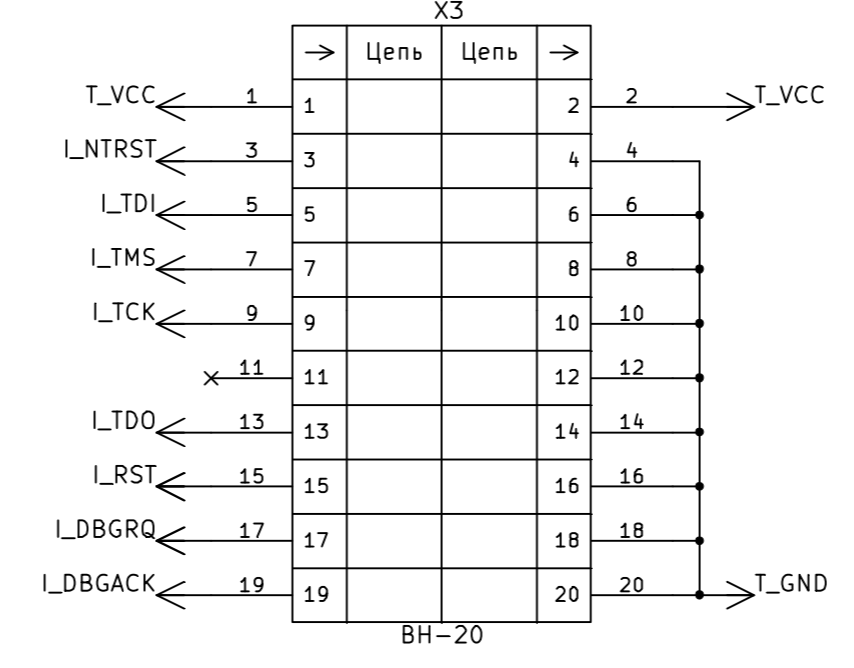 X3
→ Цепь Цепь →
T_VCC 1 1 2 2 T_VCC
I_NTRST 3 3 4 4
I_TDI 5 5 6 6
I_TMS 7 7 8 8
I_TCK 9 9 10 10
11 11 12 12
I_TDO 13 13 14 14
I_RST 15 15 16 16
I_DBGRQ 17 17 18 18
I_DBGACK 19 19 20 20 T_GND
BH-20